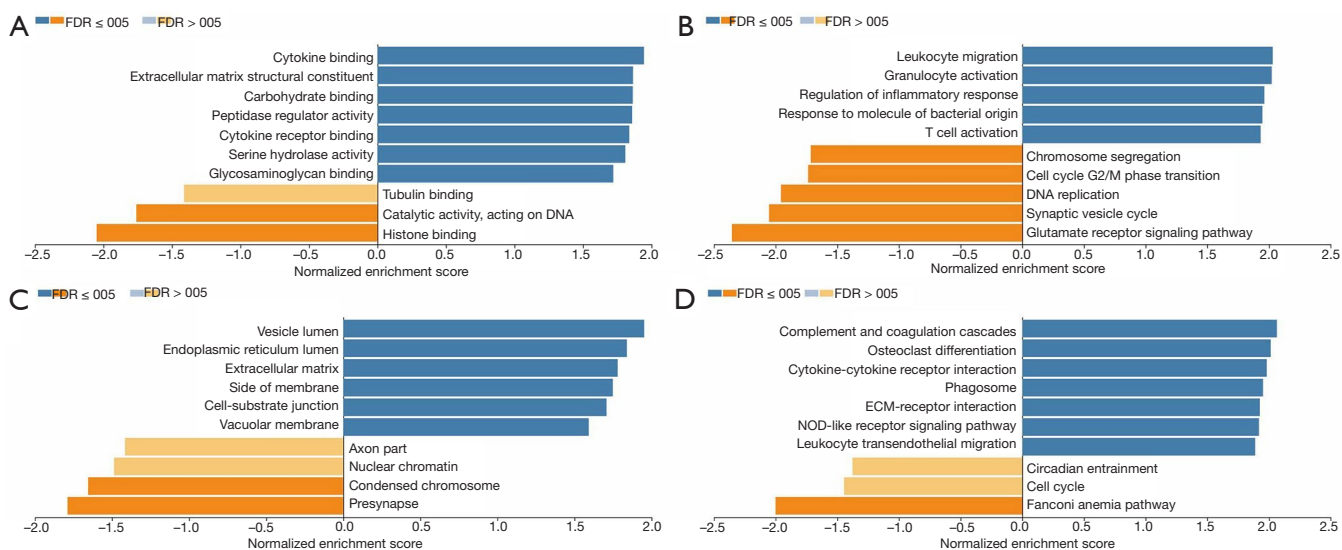 A
FDR ≤ 005 FDR > 005
Cytokine binding
Extracellular matrix structural constituent
Carbohydrate binding
Peptidase regulator activity
Cytokine receptor binding
Serine hydrolase activity
Glycosaminoglycan binding
Tubulin binding
Catalytic activity, acting on DNA
Histone binding
−2.5 −2.0 −1.5 −1.0 −0.5 0.0 0.5 1.0 1.5 2.0
Normalized enrichment score
B
FDR ≤ 005 FDR > 005
Leukocyte migration
Granulocyte activation
Regulation of inflammatory response
Response to molecule of bacterial origin
T cell activation
Chromosome segregation
Cell cycle G2/M phase transition
DNA replication
Synaptic vesicle cycle
Glutamate receptor signaling pathway
−2.5 −2.0 −1.5 −1.0 −0.5 0.0 0.5 1.0 1.5 2.0 2.5
Normalized enrichment score
C
FDR ≤ 005 FDR > 005
Vesicle lumen
Endoplasmic reticulum lumen
Extracellular matrix
Side of membrane
Cell-substrate junction
Vacuolar membrane
Axon part
Nuclear chromatin
Condensed chromosome
Presynapse
−2.0 −1.5 −1.0 −0.5 0.0 0.5 1.0 1.5 2.0
Normalized enrichment score
D
FDR ≤ 005 FDR > 005
Complement and coagulation cascades
Osteoclast differentiation
Cytokine-cytokine receptor interaction
Phagosome
ECM-receptor interaction
NOD-like receptor signaling pathway
Leukocyte transendothelial migration
Circadian entrainment
Cell cycle
Fanconi anemia pathway
−2.5 −2.0 −1.5 −1.0 −0.5 0.0 0.5 1.0 1.5 2.0 2.5
Normalized enrichment score